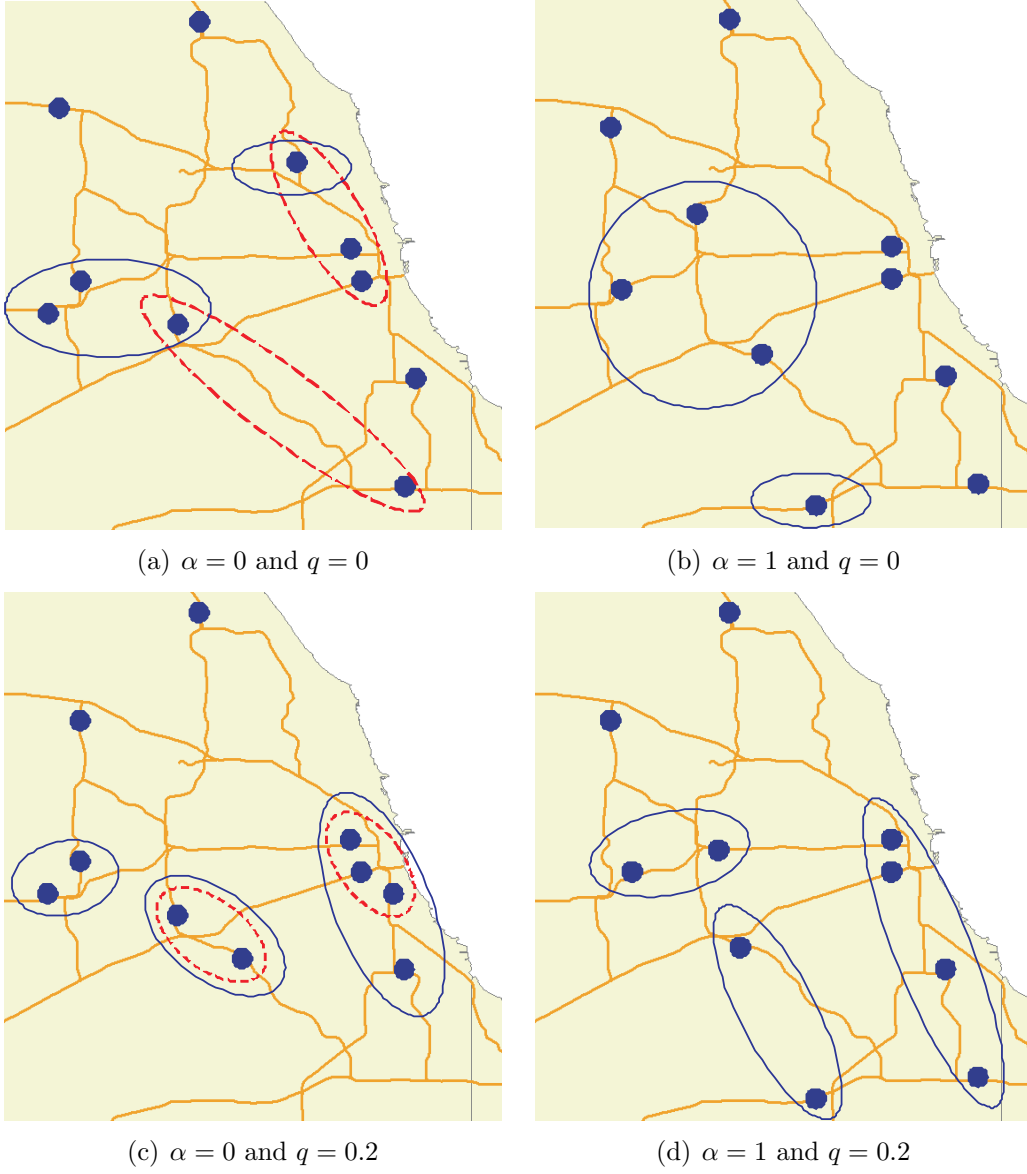 (a) α = 0 and q = 0
(b) α = 1 and q = 0
(c) α = 0 and q = 0.2
(d) α = 1 and q = 0.2